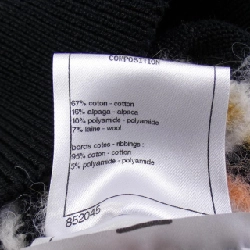 COMPOSITION
67% coton - cotton
16% alpaga - alpaca
10% polyamide - polyamide
7% laine - wool
bords cotes - ribbings :
95% coton - cotton
5% polyamide - polyamide
852045